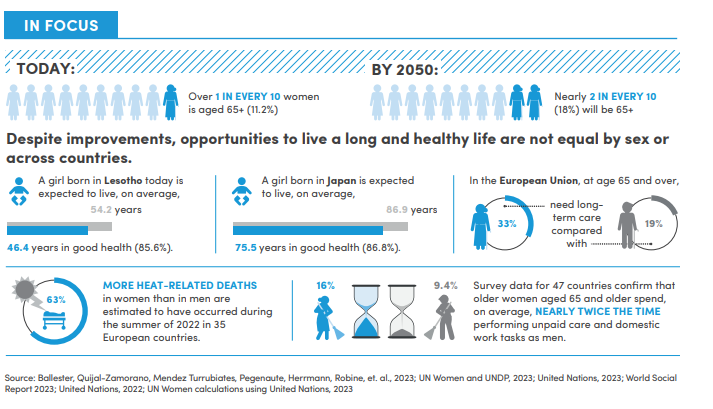 IN FOCUS
TODAY:
Over 1 IN EVERY 10 women
is aged 65+ (11.2%)
BY 2050:
Nearly 2 IN EVERY 10
(18%) will be 65+
Despite improvements, opportunities to live a long and healthy life are not equal by sex or
across countries.
A girl born in Lesotho today is
expected to live, on average,
54.2 years
46.4 years in good health (85.6%).
A girl born in Japan is expected
to live, on average,
86.9 years
75.5 years in good health (86.8%).
In the European Union, at age 65 and over,
33%
need long-
term care
compared
with
19%
63%
MORE HEAT-RELATED DEATHS
in women than in men are
estimated to have occurred during
the summer of 2022 in 35
European countries.
16%
9.4%
Survey data for 47 countries confirm that
older women aged 65 and older spend,
on average, NEARLY TWICE THE TIME
performing unpaid care and domestic
work tasks as men.
Source: Ballester, Quijal-Zamorano, Mendez Turrubiates, Pegenaute, Herrmann, Robine, et. al., 2023; UN Women and UNDP, 2023; United Nations, 2023; World Social
Report 2023; United Nations, 2022; UN Women calculations using United Nations, 2023